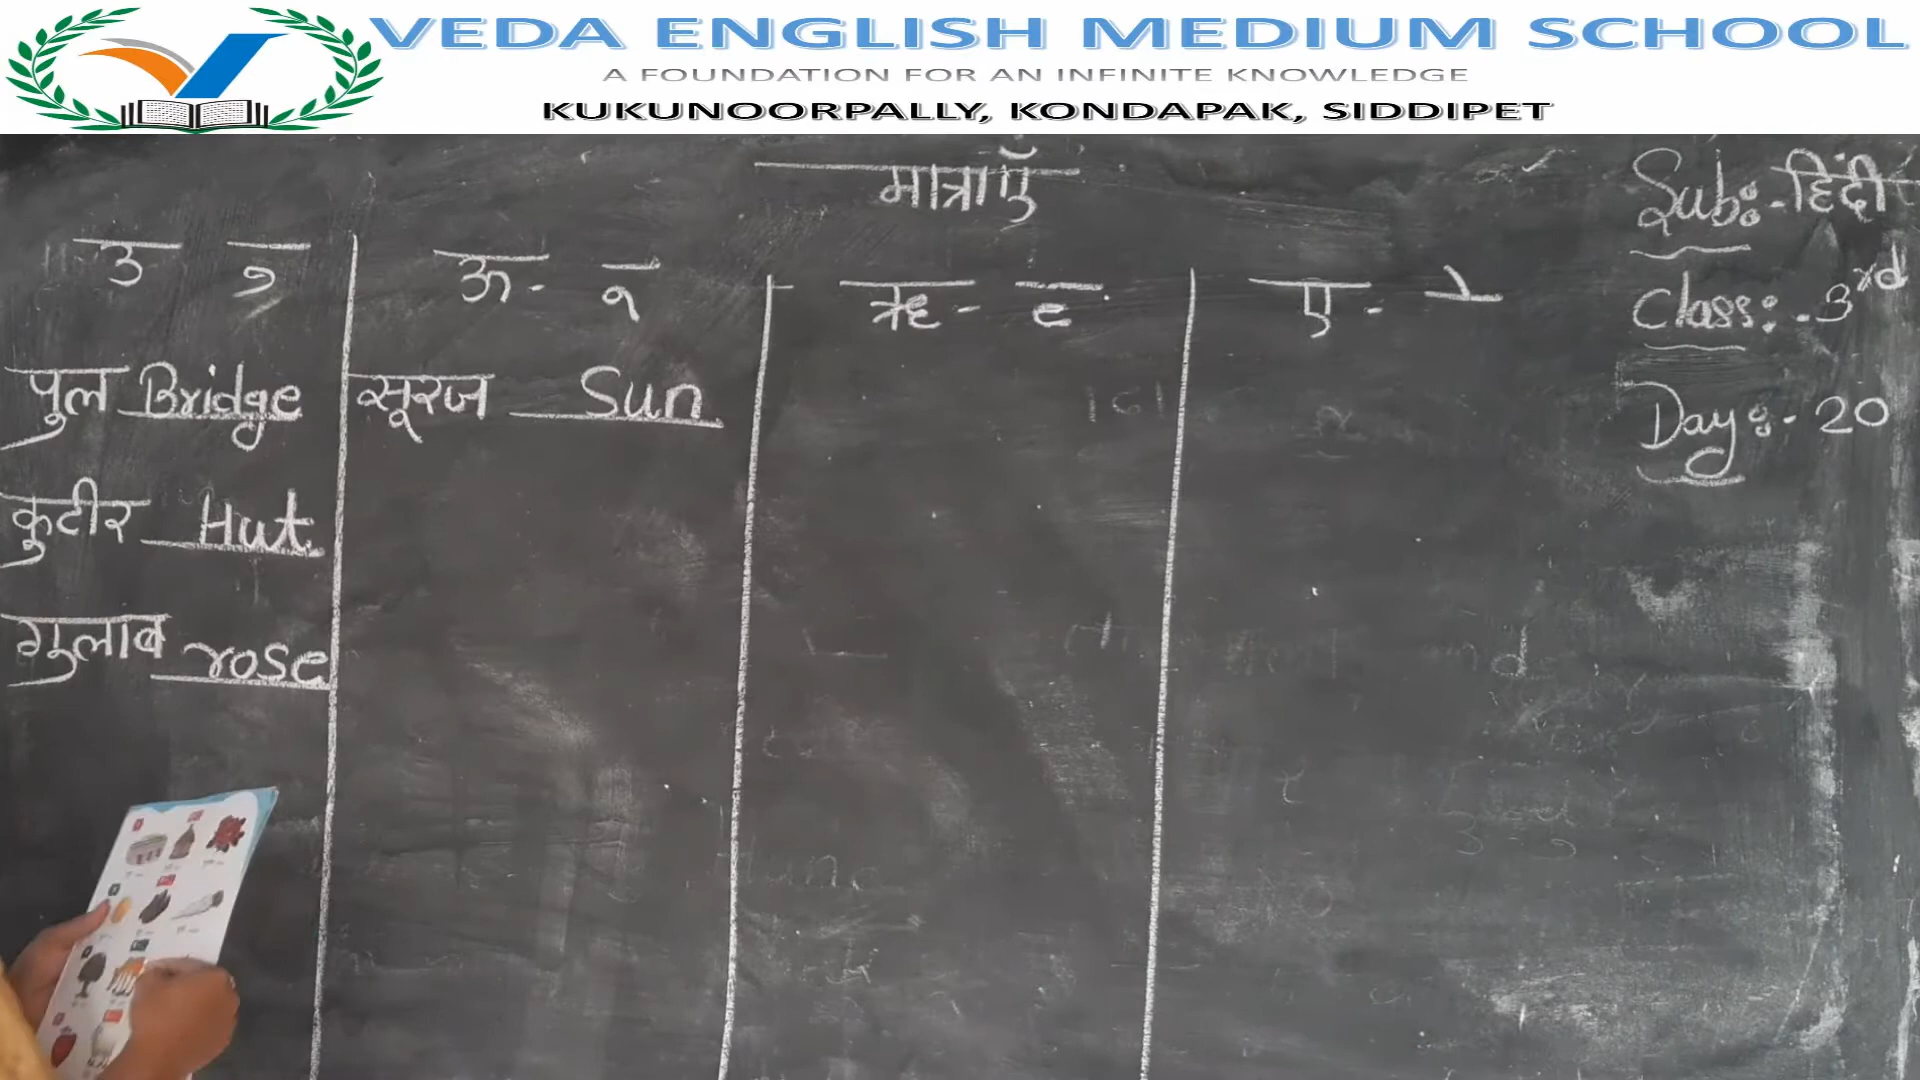 VEDA ENGLISH MEDIUM SCHOOL
A FOUNDATION FOR AN INFINITE KNOWLEDGE
KUKUNOORPALLY, KONDAPAK, SIDDIPET
मात्राएँ
Sub:-हिंदी
Class:-3rd
Day:-20
उ ु
ऊ - ू
ऋ - ृ
ए - े
पुल Bridge
सूरज Sun
कुटीर Hut
गुलाब rose